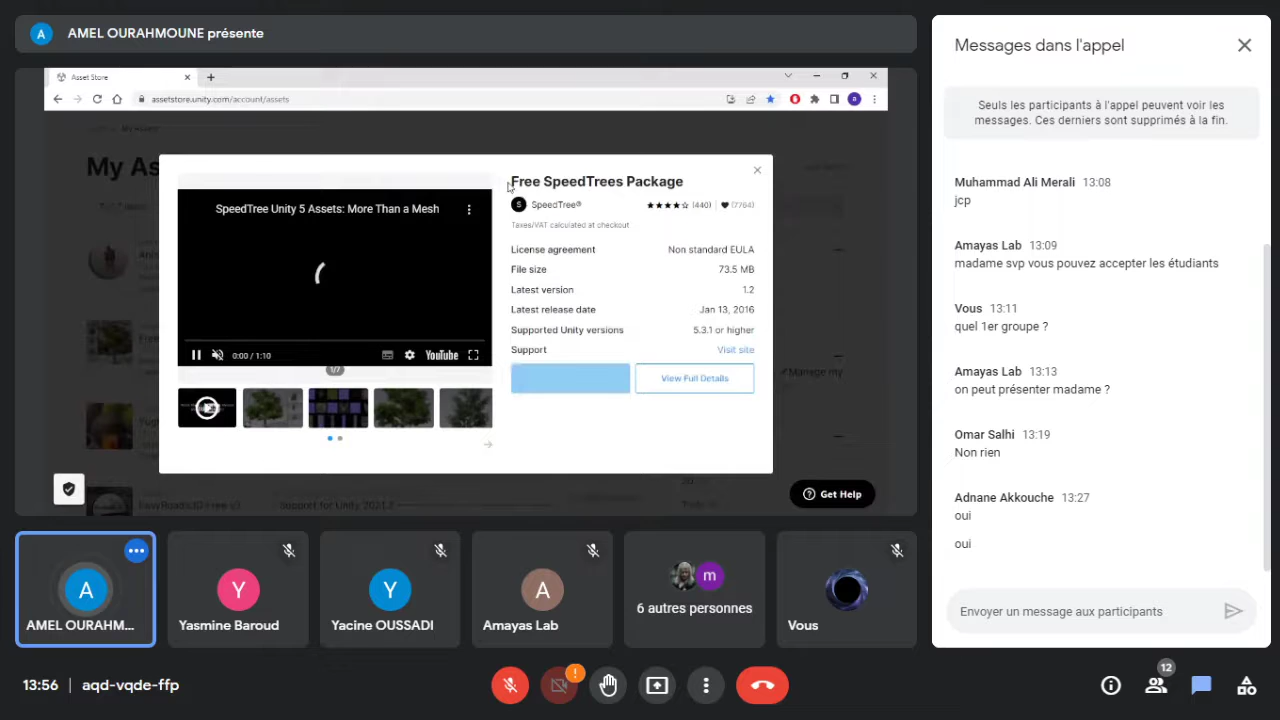 A
AMEL OURAHMOUNE présente
Asset Store
assetstore.unity.com/account/assets
a
My As
Free SpeedTrees Package
SpeedTree Unity 5 Assets: More Than a Mesh
S SpeedTree®
(440)
(7764)
Taxes/VAT calculated at checkout
License agreement
Non standard EULA
File size
73.5 MB
Latest version
1.2
Latest release date
Jan 13, 2016
Supported Unity versions
5.3.1 or higher
Support
Visit site
0:00 / 1:10
YouTube
1/7
View Full Details
Manage my
Support for Unity 2021.2
Get Help
A
AMEL OURAHM...
Y
Yasmine Baroud
Y
Yacine OUSSADI
A
Amayas Lab
m
6 autres personnes
Vous
13:56 | aqd-vqde-ffp
!
12
Messages dans l'appel
Seuls les participants à l'appel peuvent voir les
messages. Ces derniers sont supprimés à la fin.
Muhammad Ali Merali 13:08
jcp
Amayas Lab 13:09
madame svp vous pouvez accepter les étudiants
Vous 13:11
quel 1er groupe ?
Amayas Lab 13:13
on peut présenter madame ?
Omar Salhi 13:19
Non rien
Adnane Akkouche 13:27
oui
oui
Envoyer un message aux participants